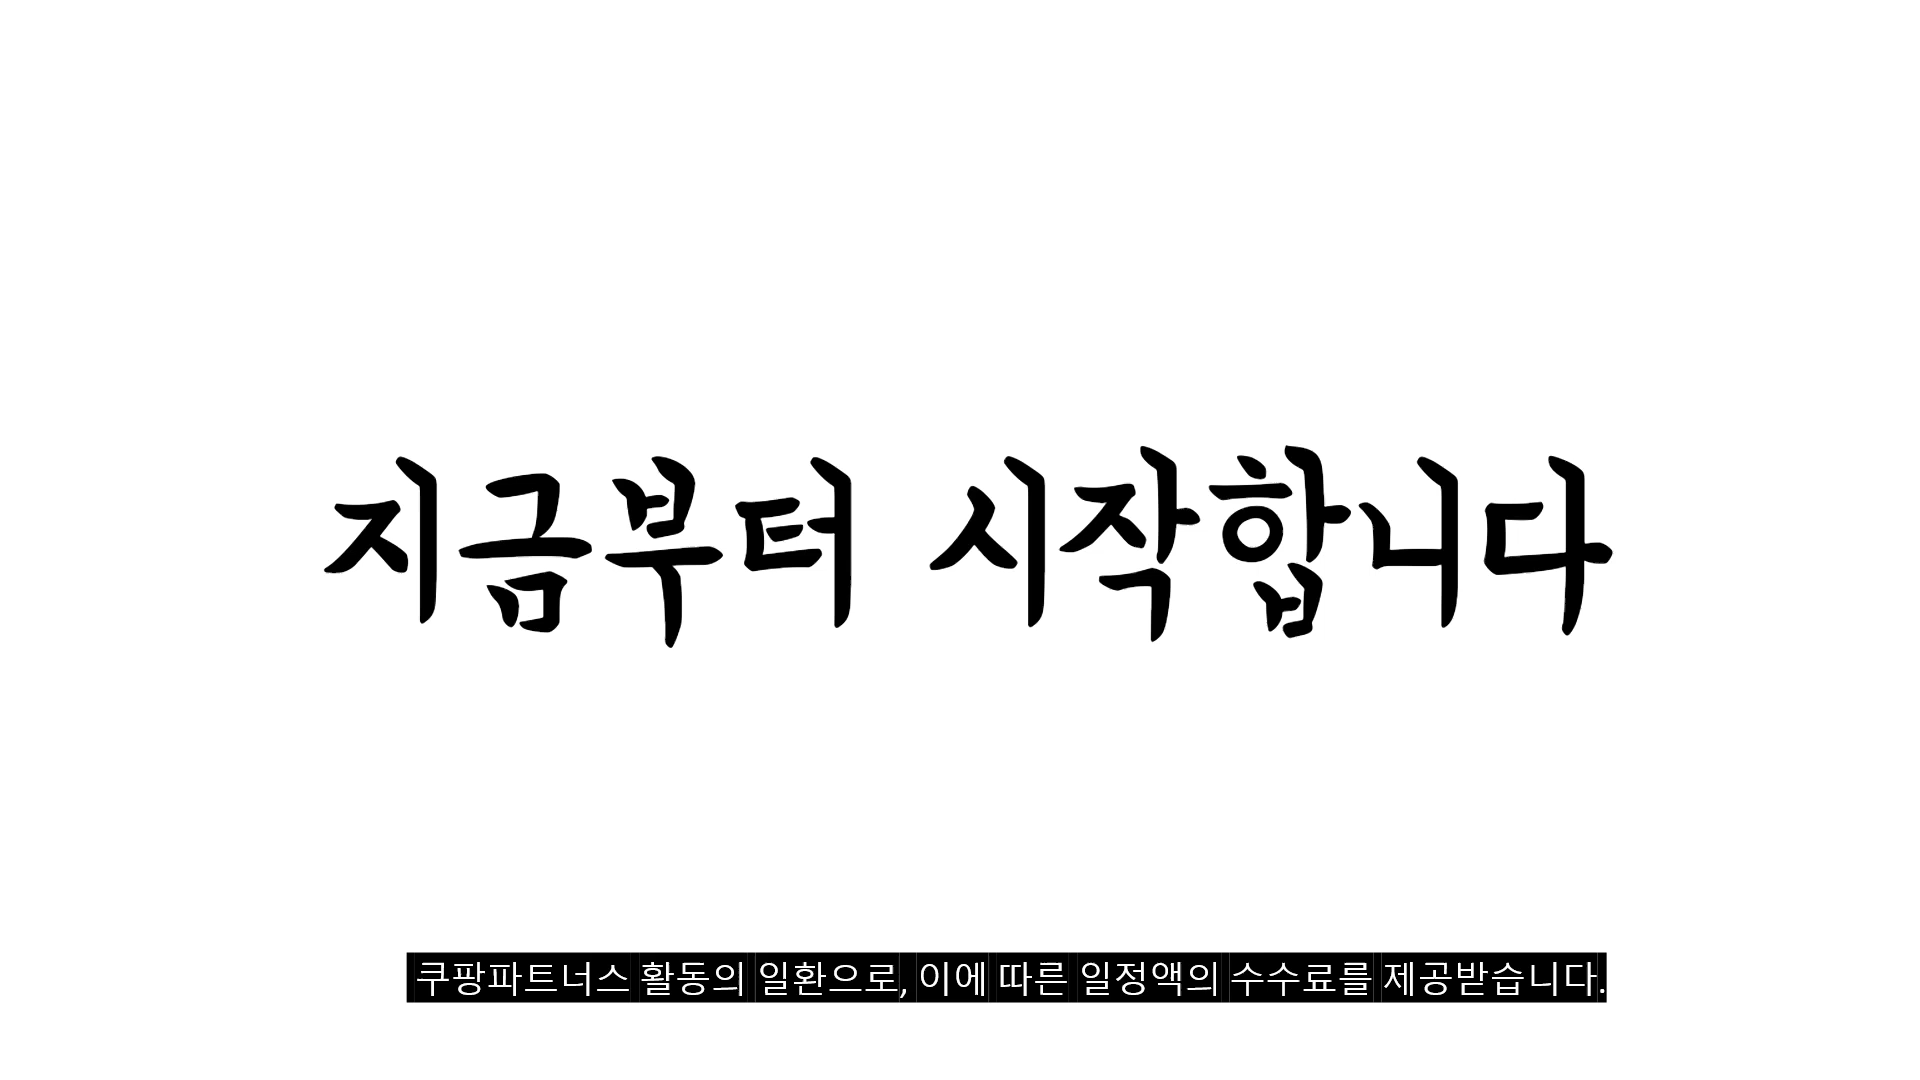 지금부터 시작합니다
쿠팡파트너스 활동의 일환으로, 이에 따른 일정액의 수수료를 제공받습니다.